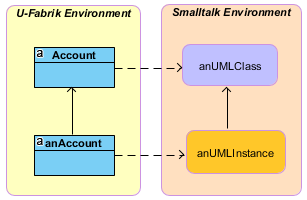 U-Fabrik Environment
Smalltalk Environment
a Account
anUMLClass
a anAccount
anUMLInstance